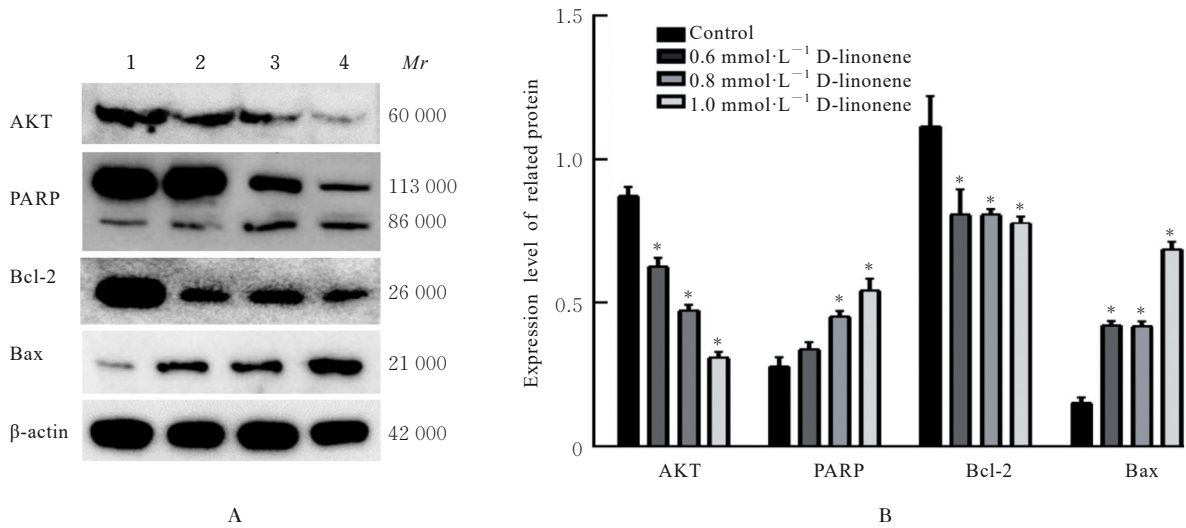 1 2 3 4 Mr
AKT 60 000
PARP 113 000
86 000
Bcl-2 26 000
Bax 21 000
β-actin 42 000
A
Control
0.6 mmol·L⁻¹ D-linonene
0.8 mmol·L⁻¹ D-linonene
1.0 mmol·L⁻¹ D-linonene
Expression level of related protein
1.5
1.0
0.5
0
* * *
* *
* * *
* * *
AKT PARP Bcl-2 Bax
B